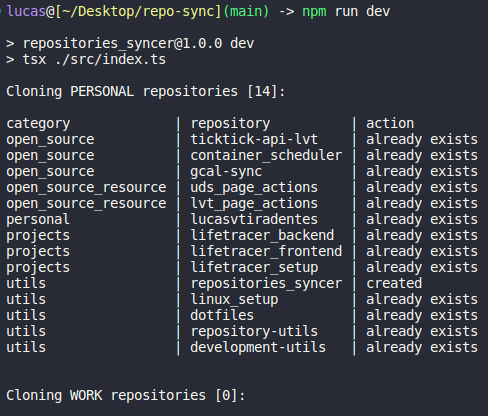 lucas@[~/Desktop/repo-sync](main) -> npm run dev
> repositories_syncer@1.0.0 dev
> tsx ./src/index.ts
Cloning PERSONAL repositories [14]:
category | repository | action
open_source | ticktick-api-lvt | already exists
open_source | container_scheduler | already exists
open_source | gcal-sync | already exists
open_source_resource | uds_page_actions | already exists
open_source_resource | lvt_page_actions | already exists
personal | lucasvtiradentes | already exists
projects | lifetracer_backend | already exists
projects | lifetracer_frontend | already exists
projects | lifetracer_setup | already exists
utils | repositories_syncer | created
utils | linux_setup | already exists
utils | dotfiles | already exists
utils | repository-utils | already exists
utils | development-utils | already exists
Cloning WORK repositories [0]: